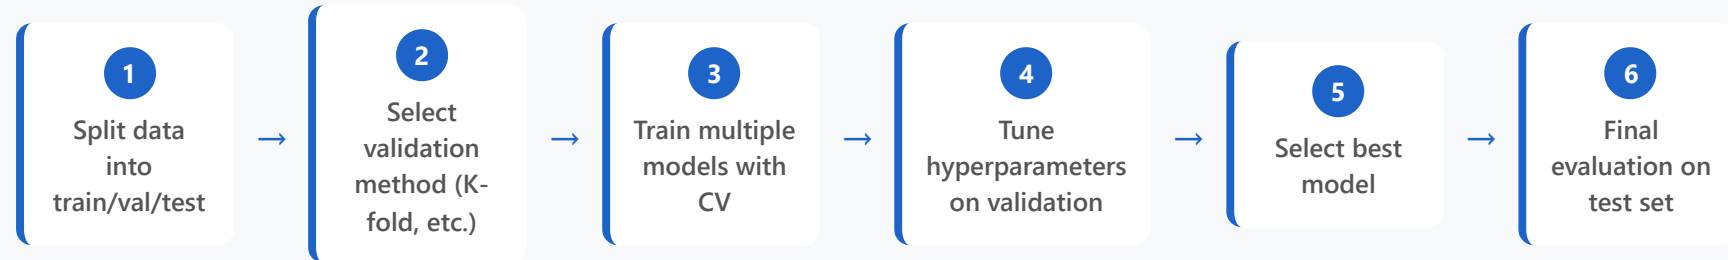 1
Split data
into
train/val/test
→
2
Select
validation
method (K-
fold, etc.)
→
3
Train multiple
models with
CV
→
4
Tune
hyperparameters
on validation
→
5
Select best
model
→
6
Final
evaluation on
test set